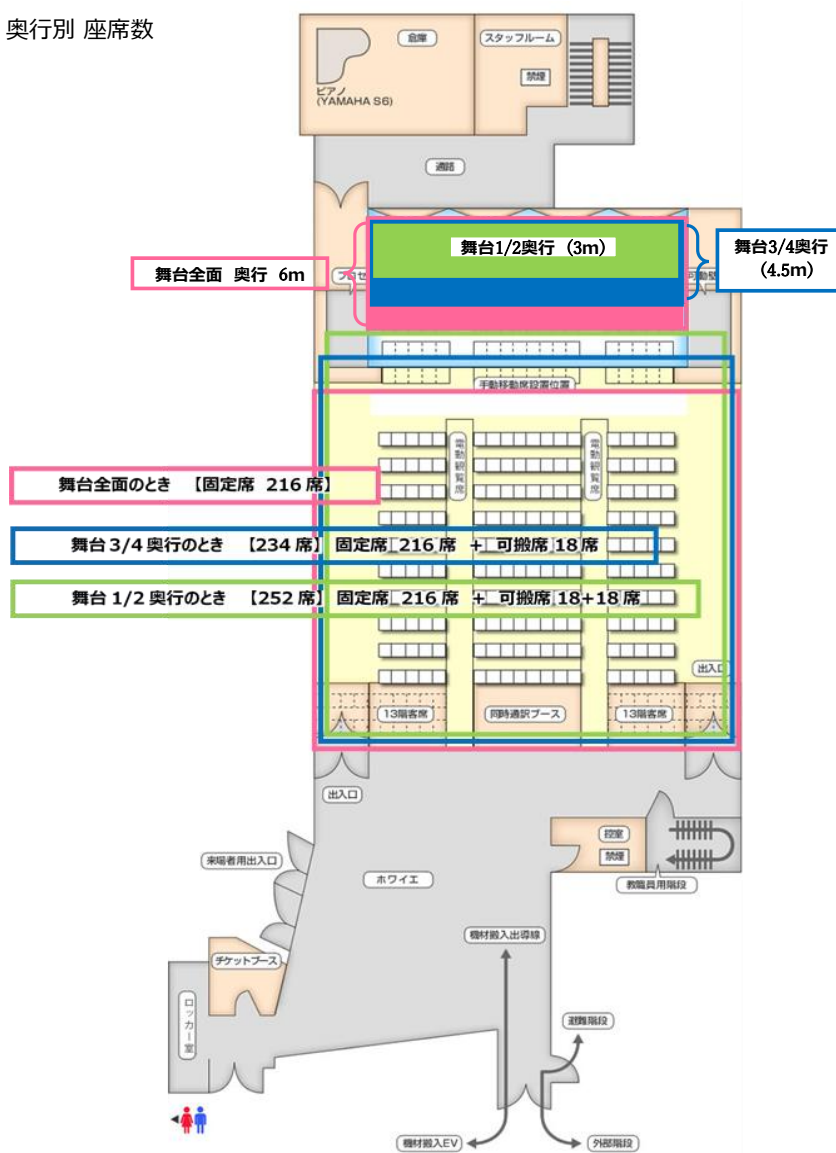 奥行別 座席数
倉庫
スタッフルーム
禁煙
ピアノ
(YAMAHA S6)
通路
舞台1/2奥行（3m）
舞台3/4奥行
（4.5m）
舞台全面 奥行 6m
プロセ
可動壁
手動移動席設置位置
電動観覧席
電動観覧席
舞台全面のとき 【固定席 216 席】
舞台 3/4 奥行のとき 【234 席】 固定席 216 席 + 可搬席 18 席
舞台 1/2 奥行のとき 【252 席】 固定席 216 席 + 可搬席 18+18 席
出入口
13階客席
同時通訳ブース
13階客席
出入口
控室
禁煙
来場者用出入口
ホワイエ
教職員用階段
機材搬入出導線
チケットブース
ロッカー室
避難階段
機材搬入EV
外部階段